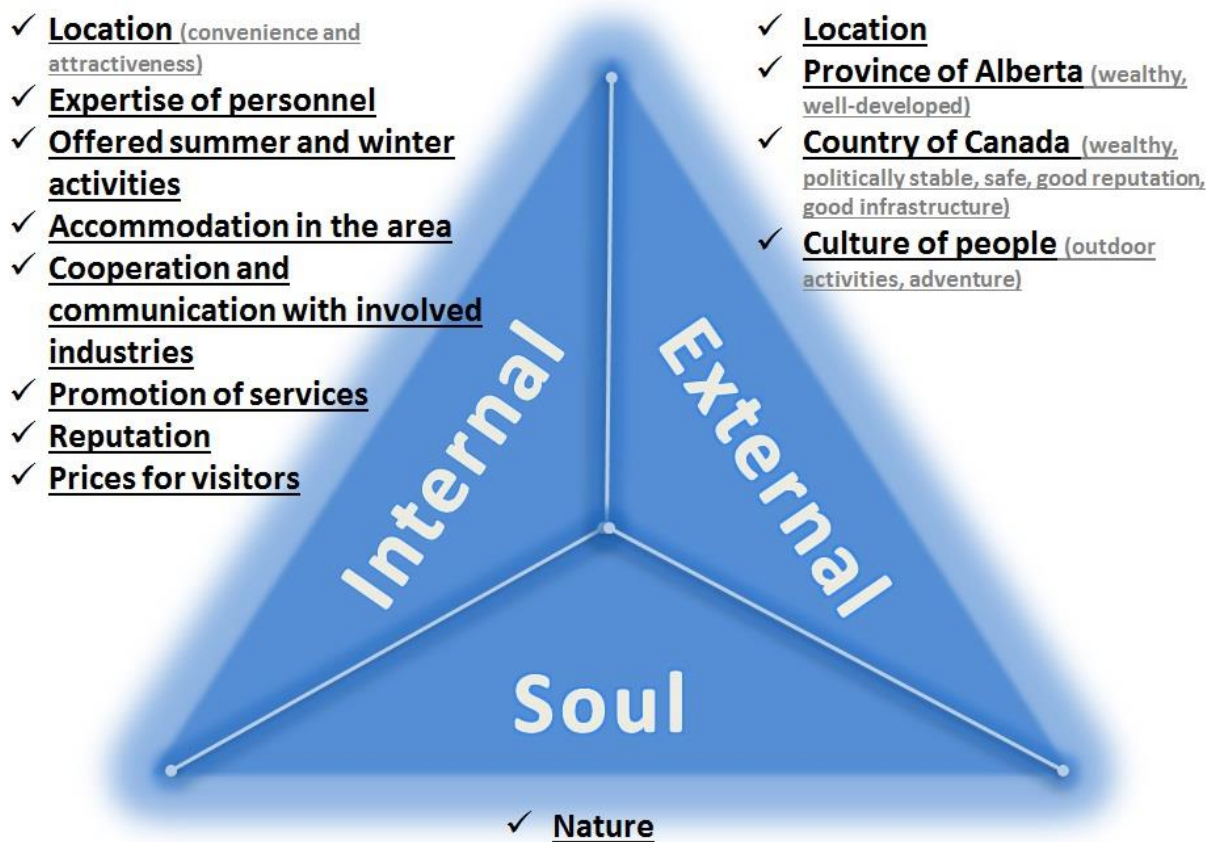 ✓ Location (convenience and
attractiveness)
✓ Expertise of personnel
✓ Offered summer and winter
activities
✓ Accommodation in the area
✓ Cooperation and
communication with involved
industries
✓ Promotion of services
✓ Reputation
✓ Prices for visitors
✓ Location
✓ Province of Alberta (wealthy,
well-developed)
✓ Country of Canada (wealthy,
politically stable, safe, good reputation,
good infrastructure)
✓ Culture of people (outdoor
activities, adventure)
Internal
External
Soul
✓ Nature